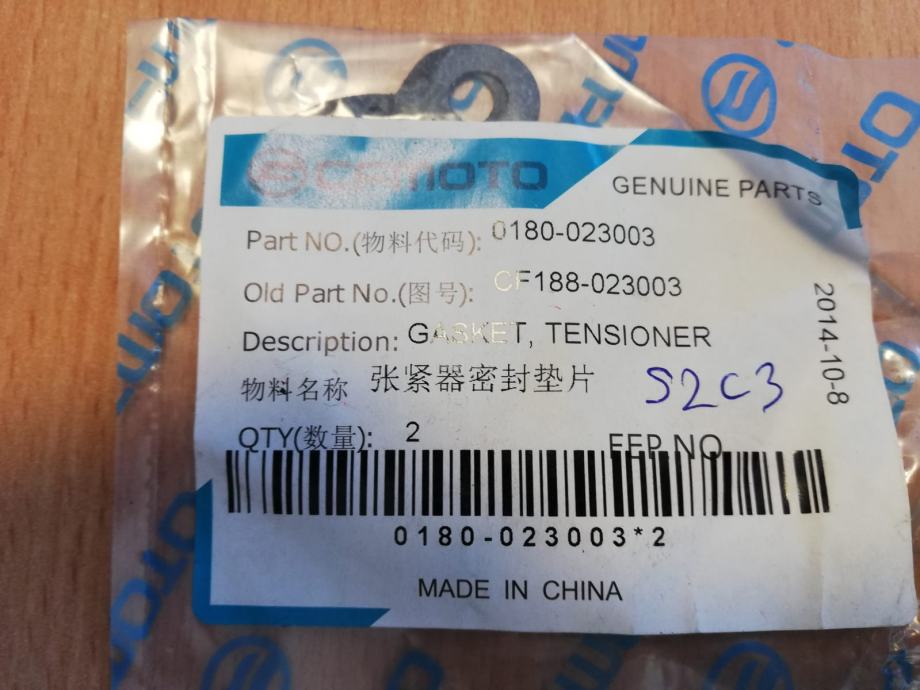 CFMOTO
GENUINE PARTS
Part NO.(物料代码): 0180-023003
Old Part No.(图号): CF188-023003
Description: GASKET, TENSIONER
物料名称 张紧器密封垫片
S2C3
2014-10-8
QTY(数量): 2
EEP.NO
0180-023003*2
MADE IN CHINA